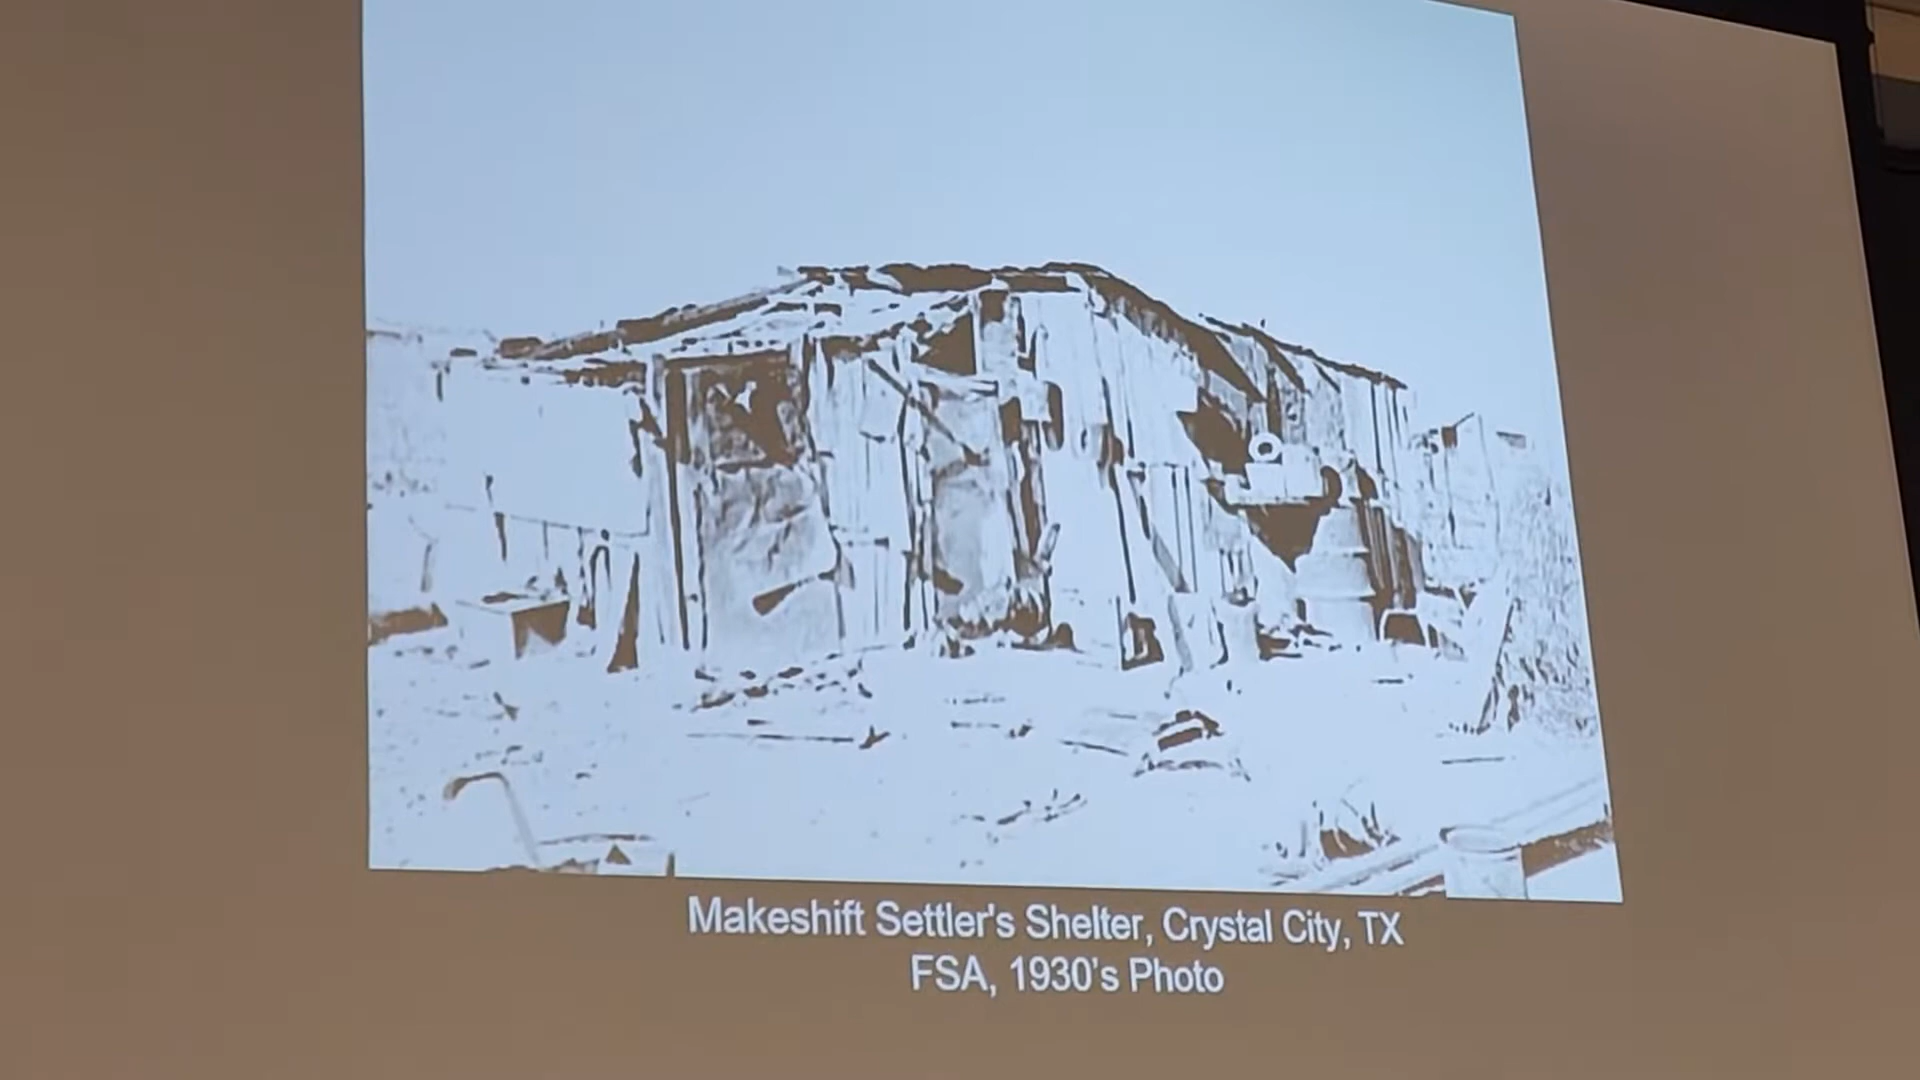 Makeshift Settler's Shelter, Crystal City, TX
FSA, 1930's Photo